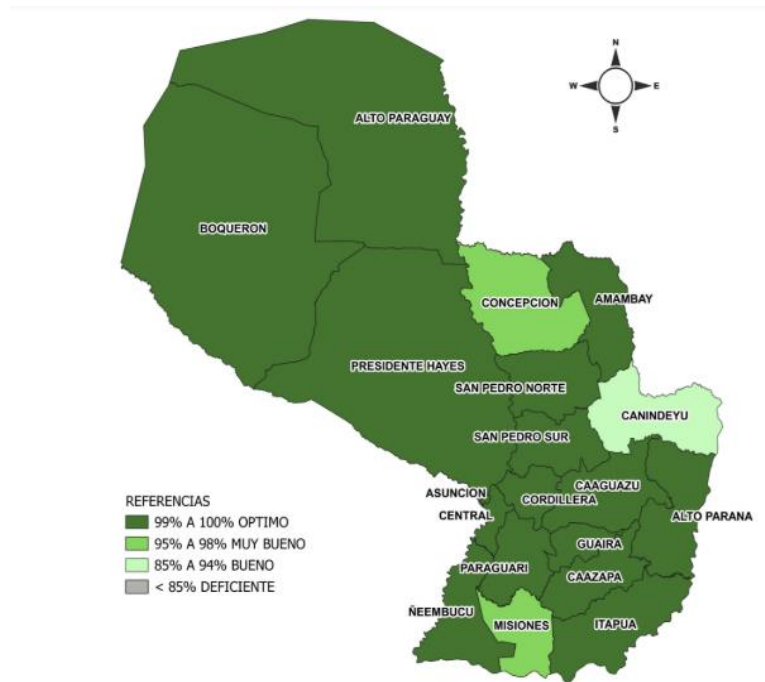 N
W E
S
ALTO PARAGUAY
BOQUERON
CONCEPCION
AMAMBAY
PRESIDENTE HAYES
SAN PEDRO NORTE
CANINDEYU
SAN PEDRO SUR
CAAGUAZU
ASUNCION
CORDILLERA
CENTRAL
ALTO PARANA
GUAIRA
PARAGUARI
CAAZAPA
ÑEEMBUCU
MISIONES
ITAPUA
REFERENCIAS
99% A 100% OPTIMO
95% A 98% MUY BUENO
85% A 94% BUENO
< 85% DEFICIENTE